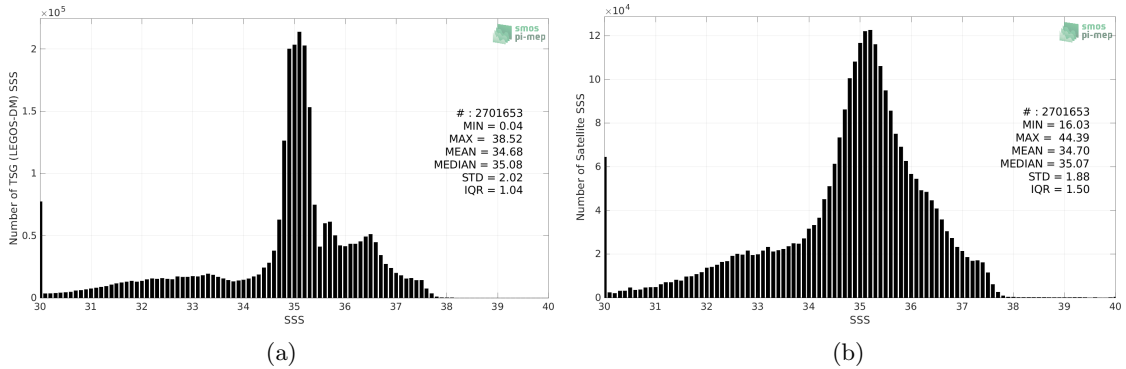 ×10⁵
smos
pi-mep
2
1.5
1
0.5
0
Number of TSG (LEGOS-DM) SSS
# : 2701653
MIN = 0.04
MAX = 38.52
MEAN = 34.68
MEDIAN = 35.08
STD = 2.02
IQR = 1.04
30 31 32 33 34 35 36 37 38 39 40
SSS
(a)
×10⁴
smos
pi-mep
12
10
8
6
4
2
0
Number of Satellite SSS
# : 2701653
MIN = 16.03
MAX = 44.39
MEAN = 34.70
MEDIAN = 35.07
STD = 1.88
IQR = 1.50
30 31 32 33 34 35 36 37 38 39 40
SSS
(b)